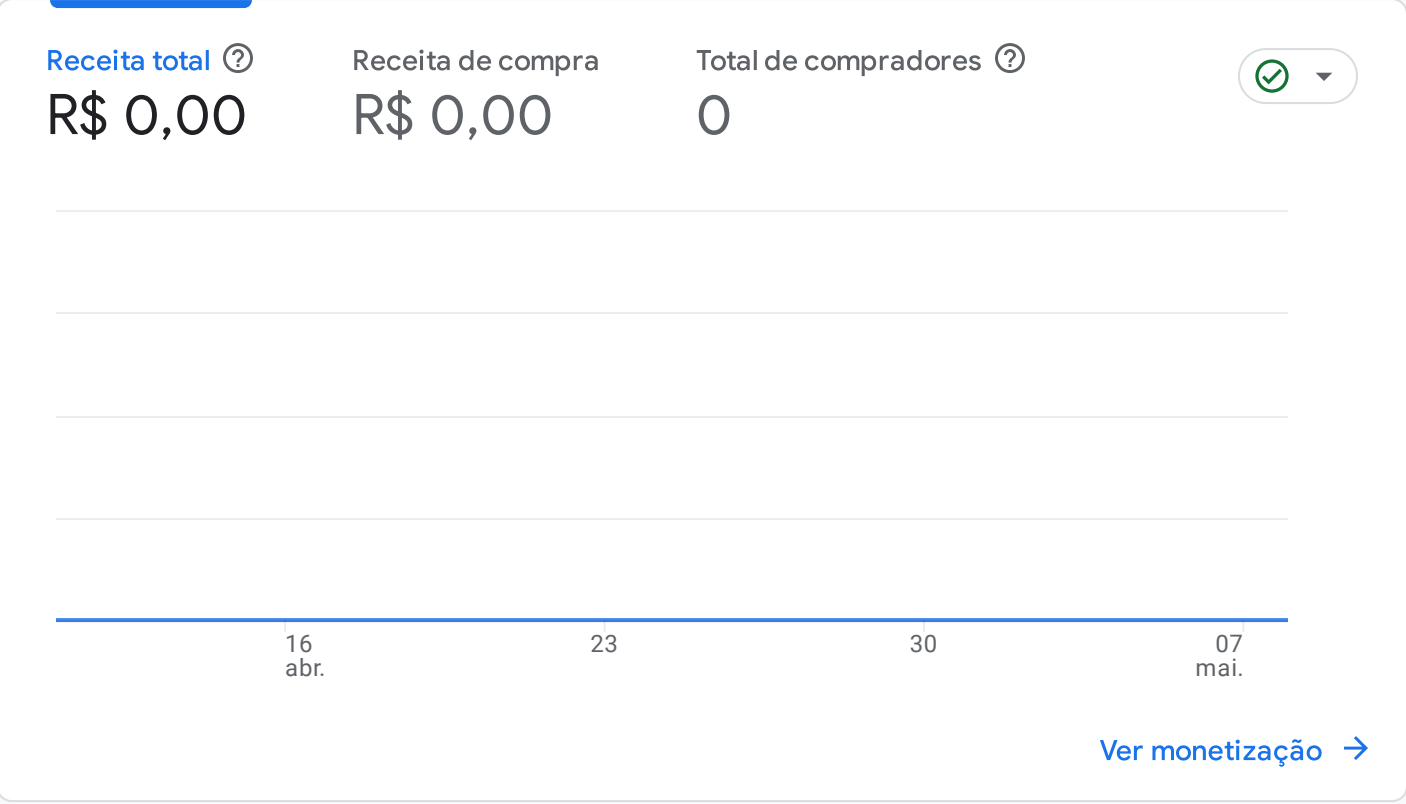 Receita total
R$ 0,00
Receita de compra
R$ 0,00
Total de compradores
0
16
abr.
23
30
07
mai.
Ver monetização